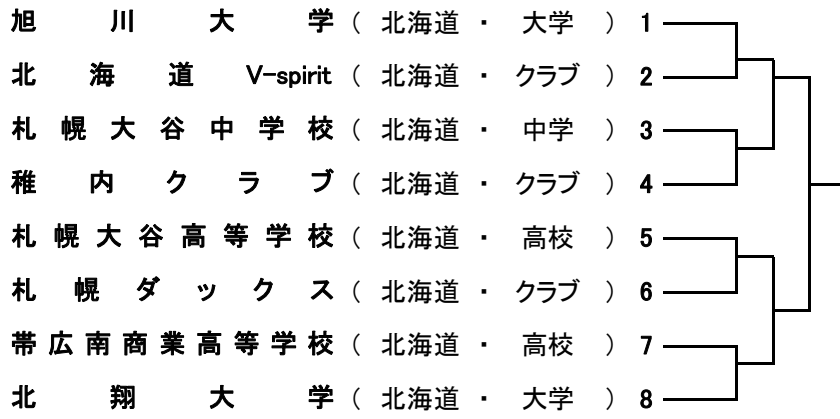 旭川大学 ( 北海道 ・ 大学 ) 1
北海道 V-spirit ( 北海道 ・ クラブ ) 2
札幌大谷中学校 ( 北海道 ・ 中学 ) 3
稚内クラブ ( 北海道 ・ クラブ ) 4
札幌大谷高等学校 ( 北海道 ・ 高校 ) 5
札幌ダックス ( 北海道 ・ クラブ ) 6
帯広南商業高等学校 ( 北海道 ・ 高校 ) 7
北翔大学 ( 北海道 ・ 大学 ) 8